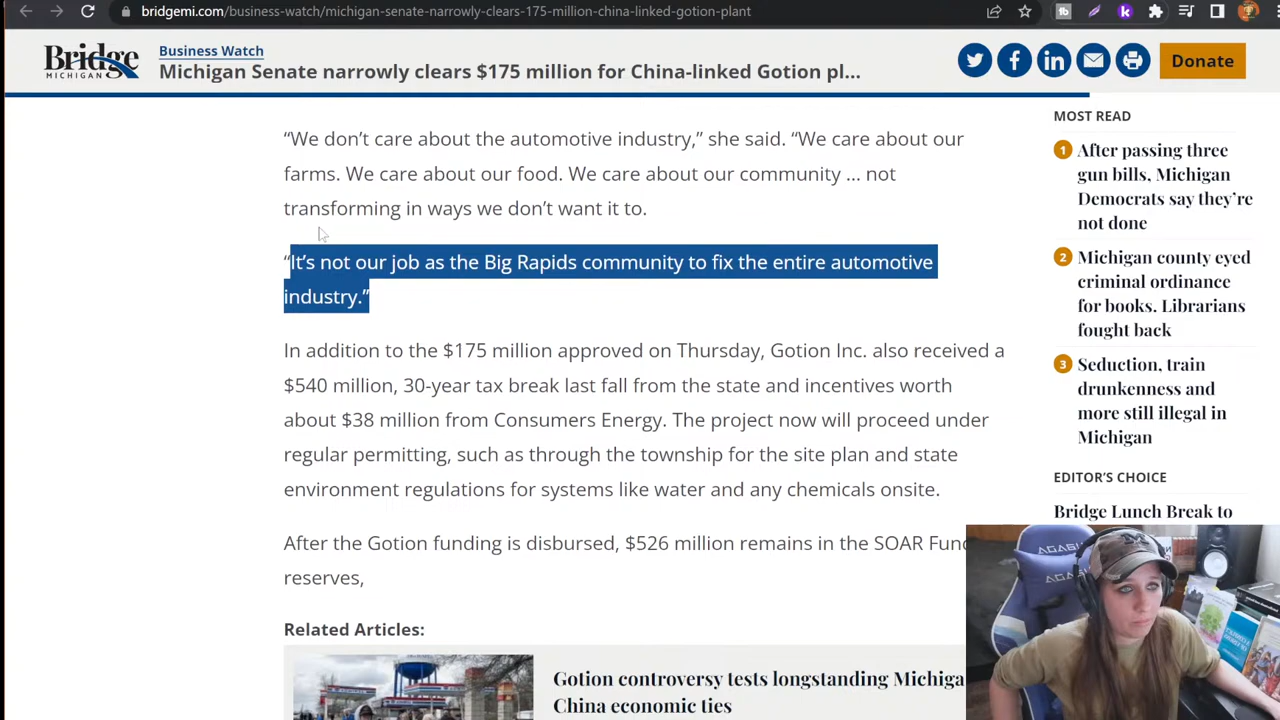 bridgemi.com/business-watch/michigan-senate-narrowly-clears-175-million-china-linked-gotion-plant
Bridge
MICHIGAN
Business Watch
Michigan Senate narrowly clears $175 million for China-linked Gotion pl...
Donate
“We don’t care about the automotive industry,” she said. “We care about our
farms. We care about our food. We care about our community ... not
transforming in ways we don’t want it to.
“It’s not our job as the Big Rapids community to fix the entire automotive
industry.”
In addition to the $175 million approved on Thursday, Gotion Inc. also received a
$540 million, 30-year tax break last fall from the state and incentives worth
about $38 million from Consumers Energy. The project now will proceed under
regular permitting, such as through the township for the site plan and state
environment regulations for systems like water and any chemicals onsite.
After the Gotion funding is disbursed, $526 million remains in the SOAR Fund
reserves,
Related Articles:
Gotion controversy tests longstanding Michiga
China economic ties
MOST READ
1 After passing three
gun bills, Michigan
Democrats say they’re
not done
2 Michigan county eyed
criminal ordinance
for books. Librarians
fought back
3 Seduction, train
drunkenness and
more still illegal in
Michigan
EDITOR’S CHOICE
Bridge Lunch Break to